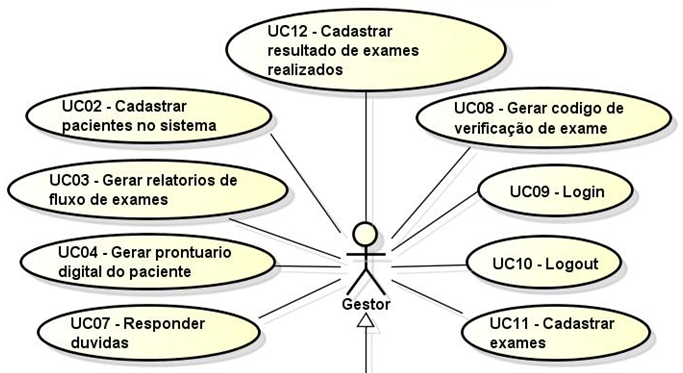 UC12 - Cadastrar
resultado de exames
realizados
UC02 - Cadastrar
pacientes no sistema
UC08 - Gerar codigo de
verificação de exame
UC03 - Gerar relatorios de
fluxo de exames
UC09 - Login
UC04 - Gerar prontuario
digital do paciente
UC10 - Logout
Gestor
UC07 - Responder
duvidas
UC11 - Cadastrar
exames